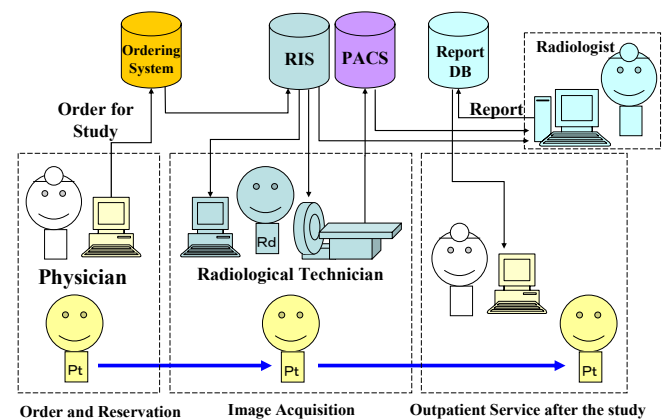 Ordering
System
RIS
PACS
Report
DB
Radiologist
Order for
Study
Report
Rd
Physician
Radiological Technician
Pt
Pt
Pt
Order and Reservation
Image Acquisition
Outpatient Service after the study